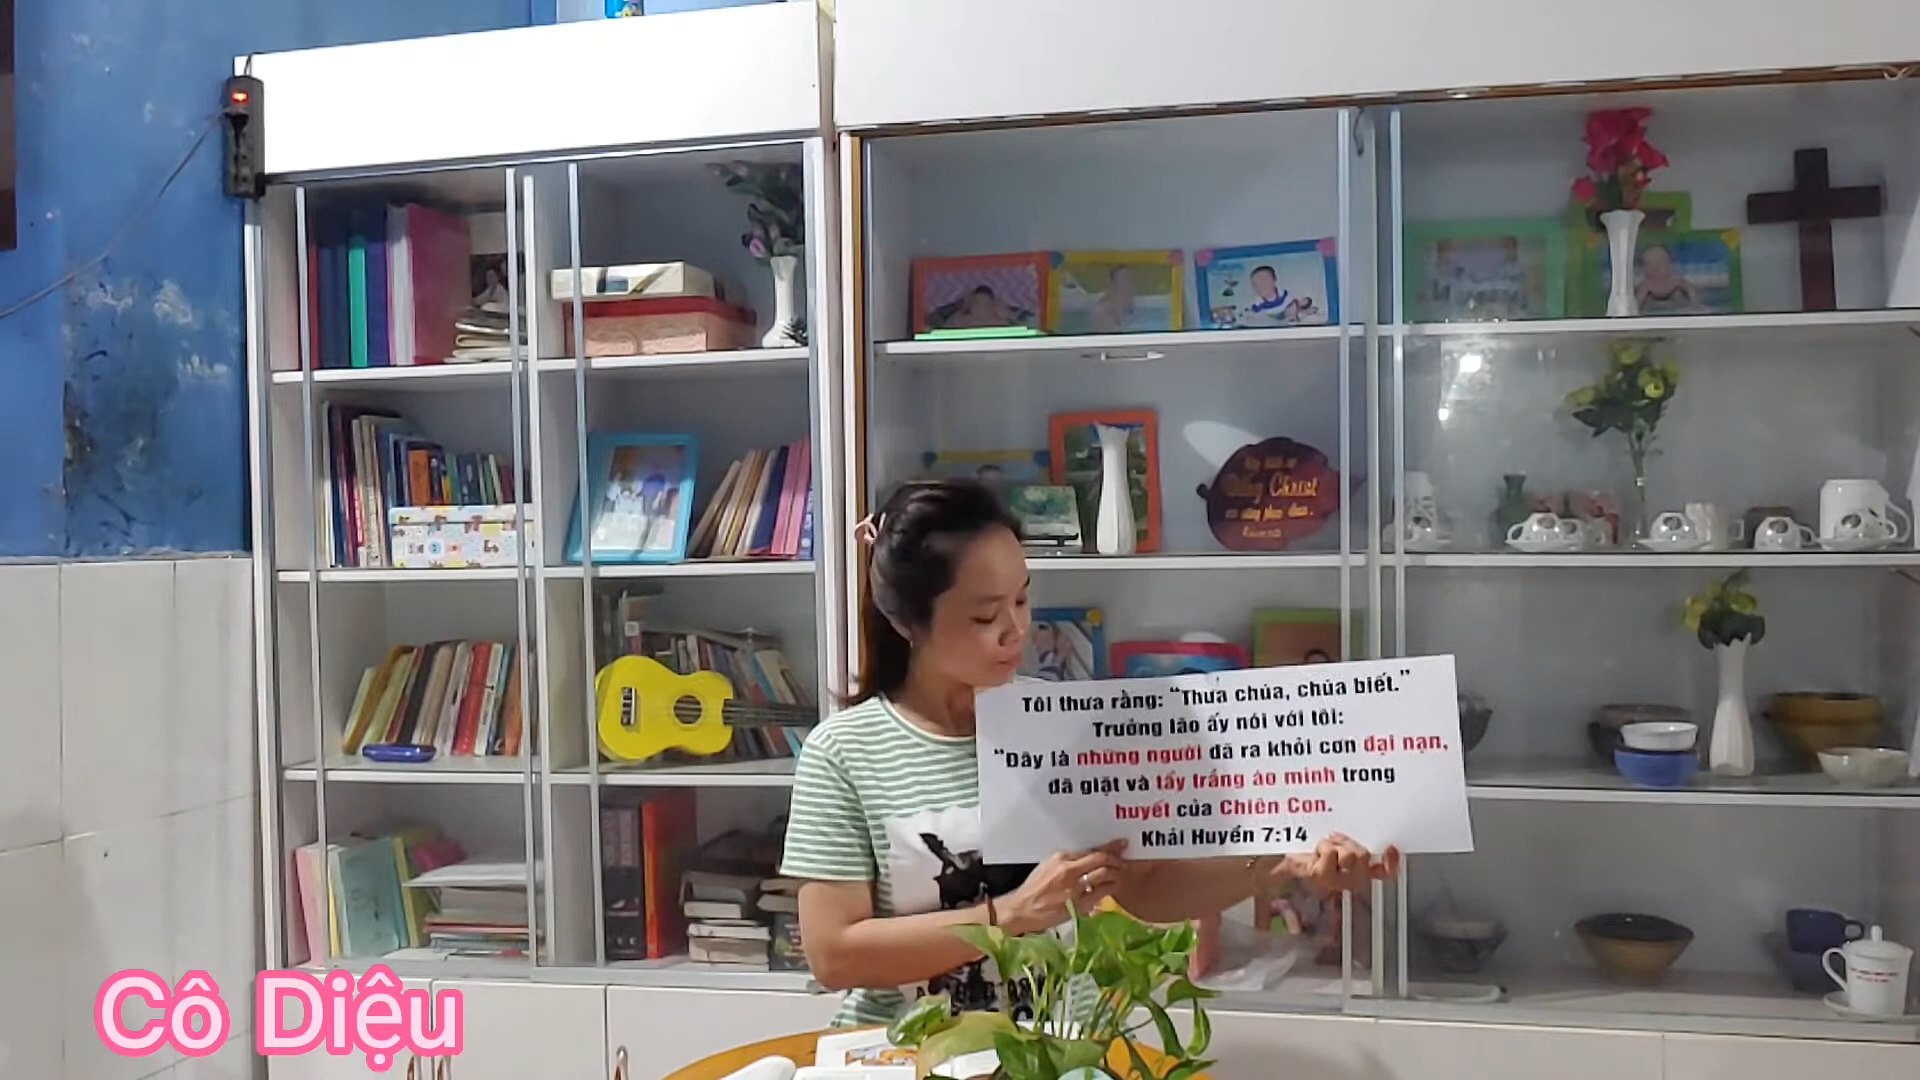 Đấng Christ
Tôi thưa rằng: “Thưa chúa, chúa biết.”
Trưởng lão ấy nói với tôi:
“Đây là những người đã ra khỏi cơn đại nạn,
đã giặt và tẩy trắng áo mình trong
huyết của Chiên Con.
Khải Huyền 7:14
Cô Diệu